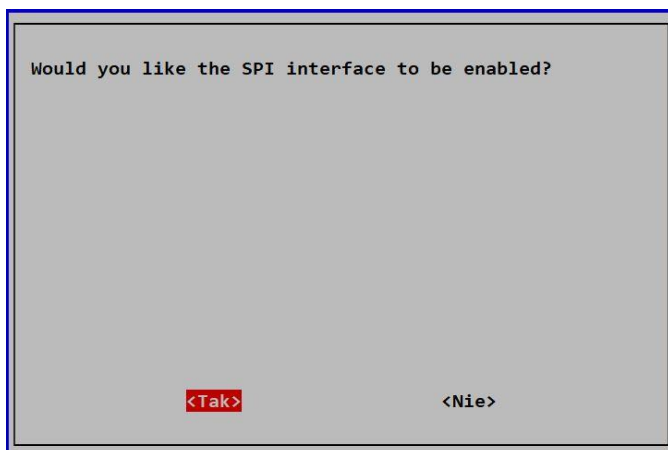 Would you like the SPI interface to be enabled?
<Tak> <Nie>